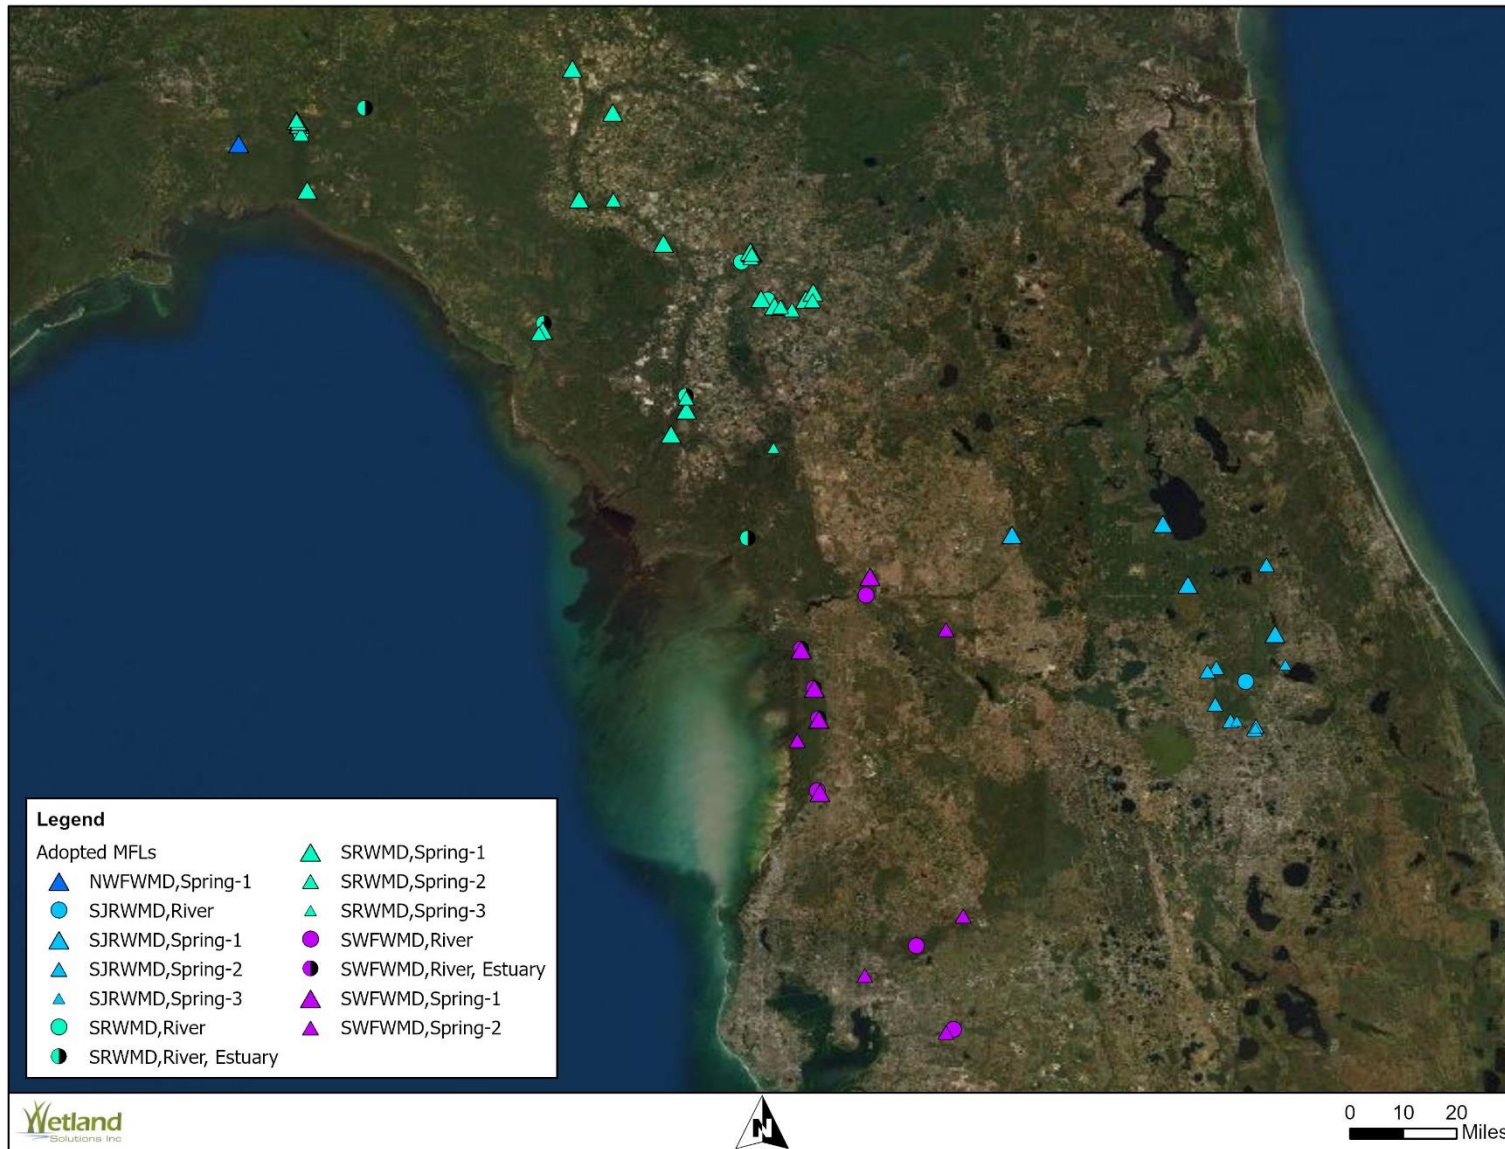 Legend
Adopted MFLs
NWFWMD,Spring-1
SJRWMD,River
SJRWMD,Spring-1
SJRWMD,Spring-2
SJRWMD,Spring-3
SRWMD,River
SRWMD,River, Estuary
SRWMD,Spring-1
SRWMD,Spring-2
SRWMD,Spring-3
SWFWMD,River
SWFWMD,River, Estuary
SWFWMD,Spring-1
SWFWMD,Spring-2
Wetland
Solutions Inc
N
0 10 20
Miles